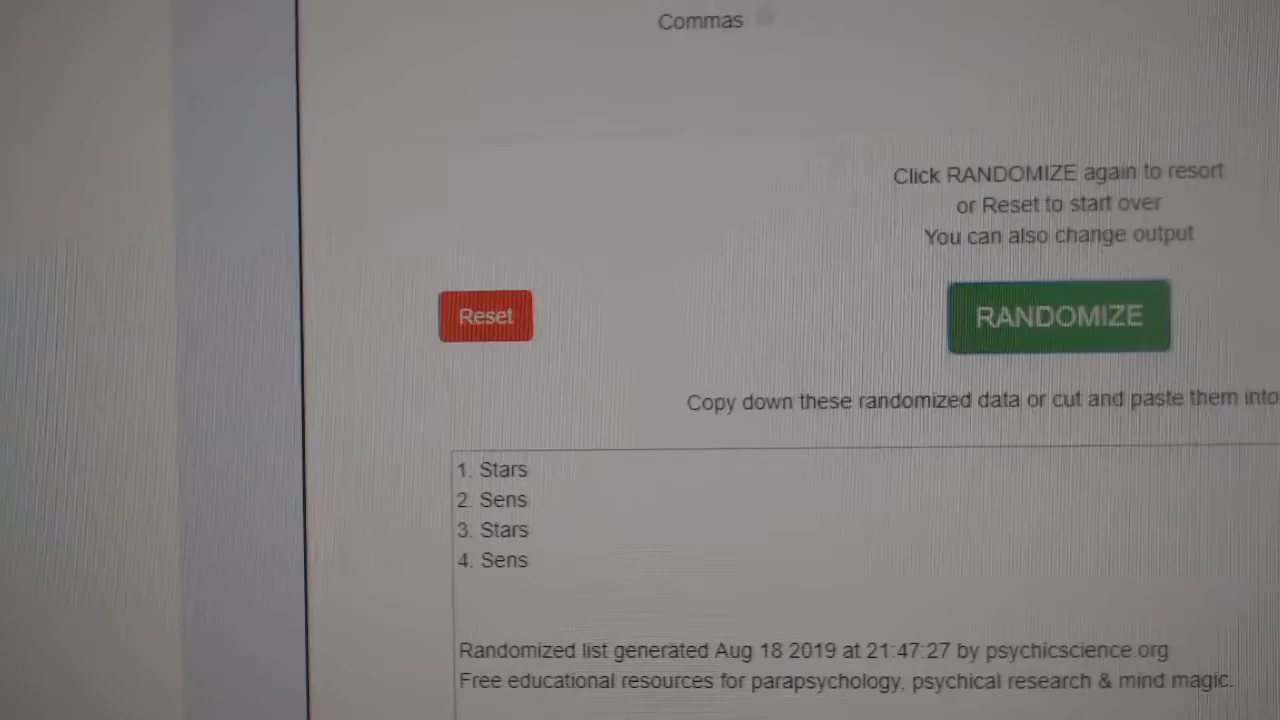 Commas
Click RANDOMIZE again to resort
or Reset to start over
You can also change output
Reset
RANDOMIZE
Copy down these randomized data or cut and paste them into
1. Stars
2. Sens
3. Stars
4. Sens
Randomized list generated Aug 18 2019 at 21:47:27 by psychicscience.org
Free educational resources for parapsychology, psychical research & mind magic.